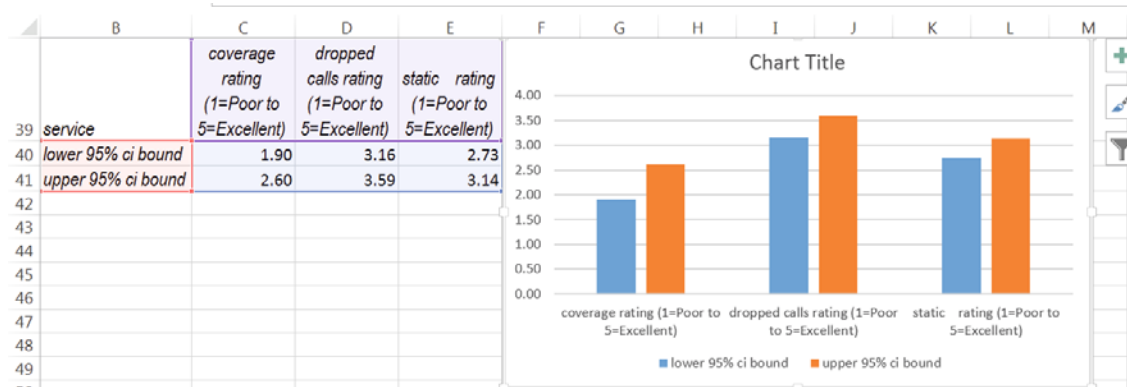 B C D E F G H I J K L M
coverage
rating
(1=Poor to
5=Excellent)
dropped
calls rating
(1=Poor to
5=Excellent)
static rating
(1=Poor to
5=Excellent)
39 service
40 lower 95% ci bound 1.90 3.16 2.73
41 upper 95% ci bound 2.60 3.59 3.14
42
43
44
45
46
47
48
49
Chart Title
4.00
3.50
3.00
2.50
2.00
1.50
1.00
0.50
0.00
coverage rating (1=Poor to
5=Excellent)
dropped calls rating (1=Poor
to 5=Excellent)
static rating (1=Poor to
5=Excellent)
lower 95% ci bound upper 95% ci bound